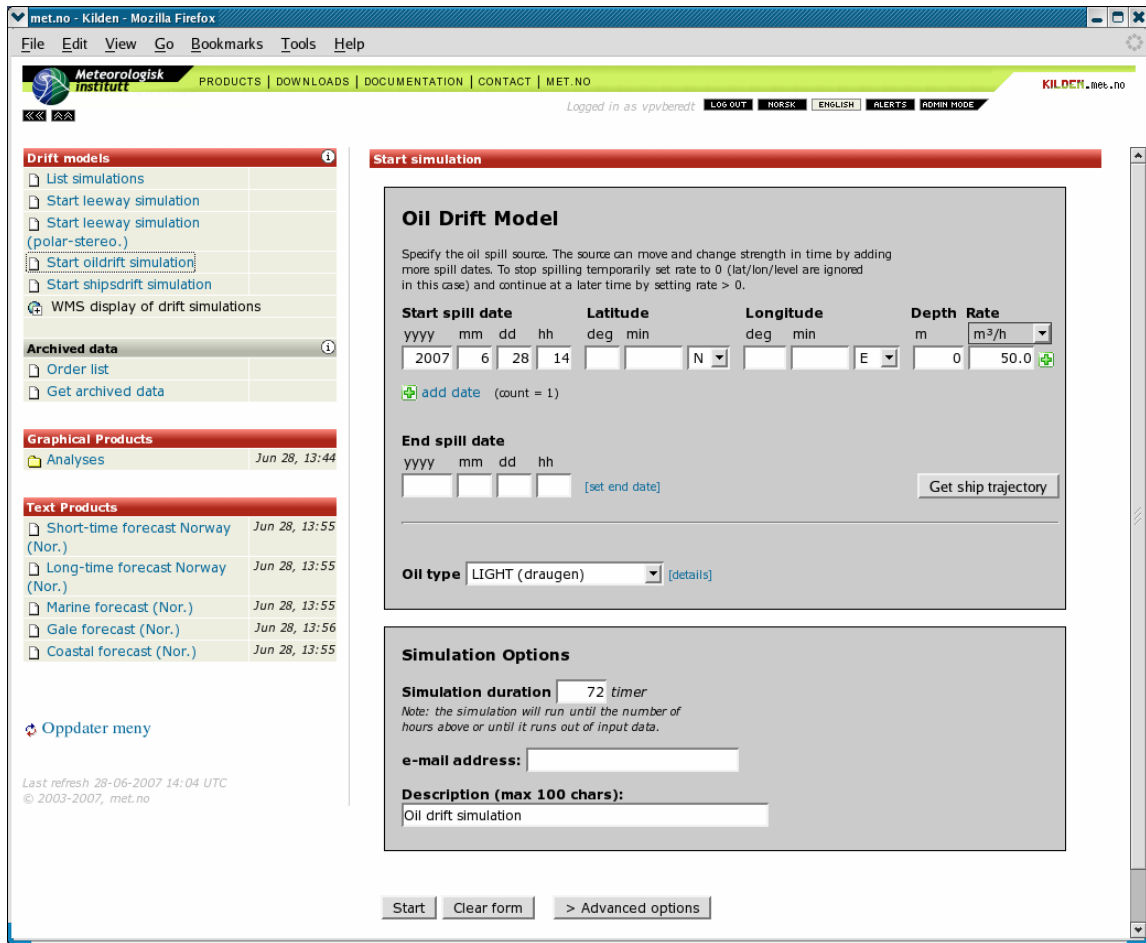 met.no - Kilden - Mozilla Firefox
File Edit View Go Bookmarks Tools Help
Meteorologisk
institutt
PRODUCTS | DOWNLOADS | DOCUMENTATION | CONTACT | MET.NO
KILDEN.met.no
Logged in as vpvberedt LOG OUT NORSK ENGLISH ALERTS ADMIN MODE
Drift models
List simulations
Start leeway simulation
Start leeway simulation
(polar-stereo.)
Start oildrift simulation
Start shipsdrift simulation
WMS display of drift simulations
Archived data
Order list
Get archived data
Graphical Products
Analyses Jun 28, 13:44
Text Products
Short-time forecast Norway Jun 28, 13:55
(Nor.)
Long-time forecast Norway Jun 28, 13:55
(Nor.)
Marine forecast (Nor.) Jun 28, 13:55
Gale forecast (Nor.) Jun 28, 13:56
Coastal forecast (Nor.) Jun 28, 13:55
Oppdater meny
Last refresh 28-06-2007 14:04 UTC
© 2003-2007, met.no
Start simulation
Oil Drift Model
Specify the oil spill source. The source can move and change strength in time by adding
more spill dates. To stop spilling temporarily set rate to 0 (lat/lon/level are ignored
in this case) and continue at a later time by setting rate > 0.
Start spill date Latitude Longitude Depth Rate
yyyy mm dd hh deg min deg min m m³/h
2007 6 28 14 N E 0 50.0
add date (count = 1)
End spill date
yyyy mm dd hh
[set end date] Get ship trajectory
Oil type LIGHT (draugen) [details]
Simulation Options
Simulation duration 72 timer
Note: the simulation will run until the number of
hours above or until it runs out of input data.
e-mail address:
Description (max 100 chars):
Oil drift simulation
Start Clear form > Advanced options